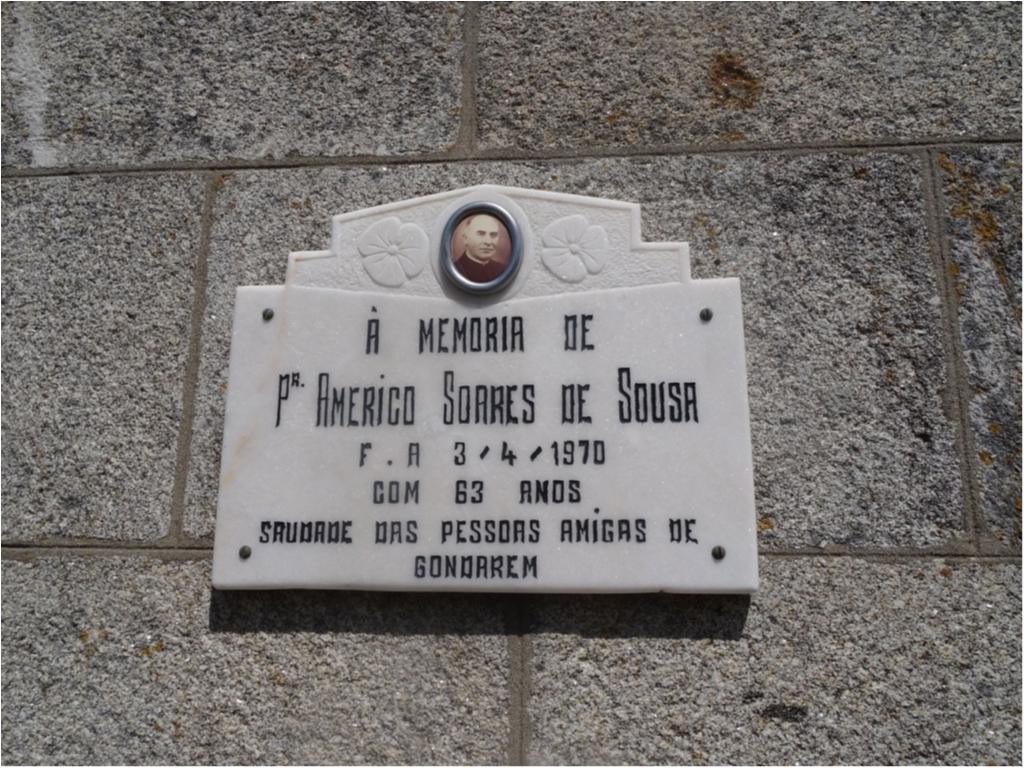 À MEMORIA DE
PR. AMERICO SOARES DE SOUSA
F. A 3/4/1970
COM 63 ANOS
SAUDADE DAS PESSOAS AMIGAS DE
GONDAREM